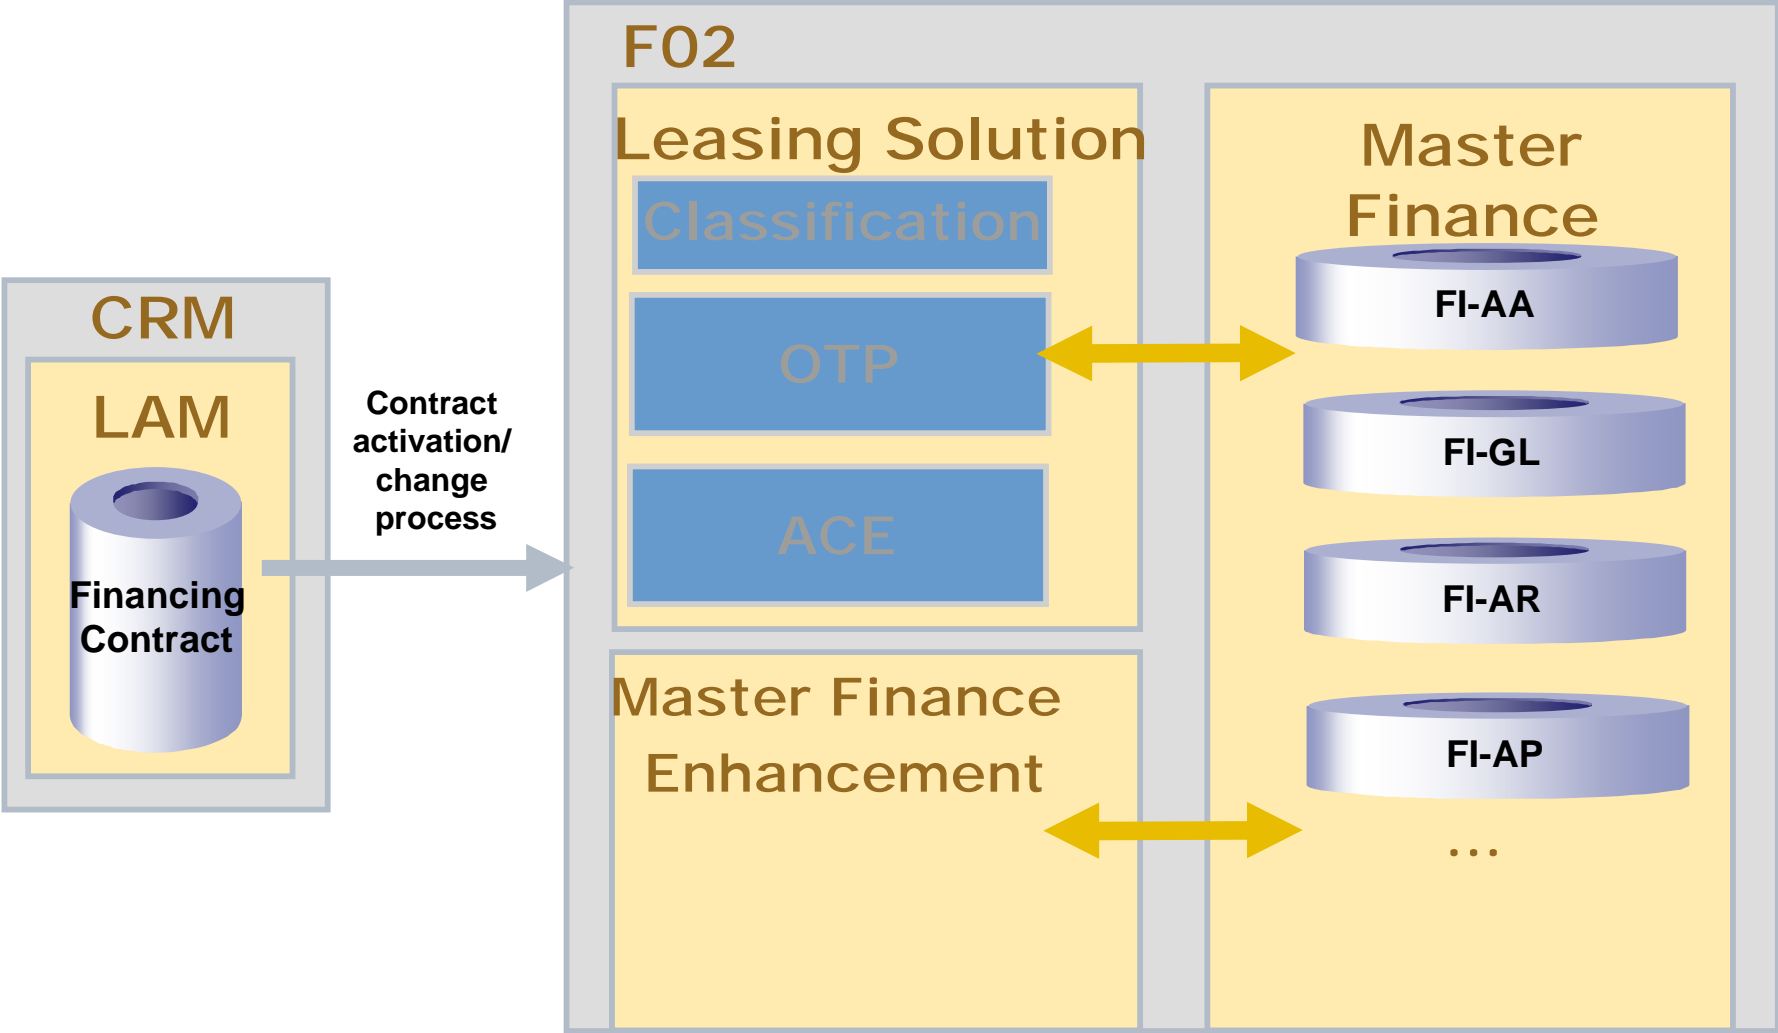 CRM
LAM
Financing
Contract
Contract
activation/
change
process
F02
Leasing Solution
Classification
OTP
ACE
Master Finance
Enhancement
Master
Finance
FI-AA
FI-GL
FI-AR
FI-AP
...